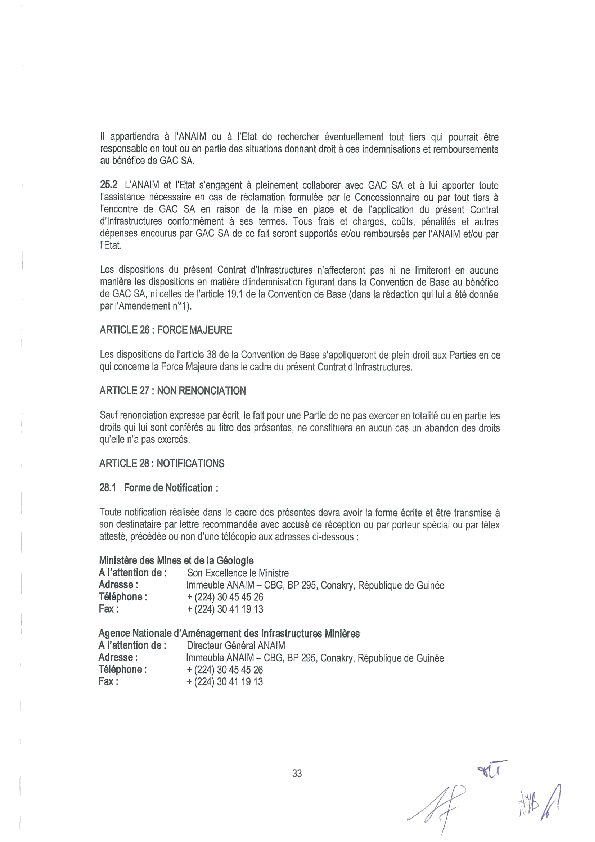 Il appartiendra à l'ANAIM ou à l'Etat de rechercher éventuellement tout tiers qui pourrait être
responsable en tout ou en partie des situations donnant droit à ces indemnisations et remboursements
au bénéfice de GAC SA.
25.2 L'ANAIM et l'Etat s'engagent à pleinement collaborer avec GAC SA et à lui apporter toute
l'assistance nécessaire en cas de réclamation formulée par le Concessionnaire ou par tout tiers à
l'encontre de GAC SA en raison de la mise en place et de l'application du présent Contrat
d'Infrastructures conformément à ses termes. Tous frais et charges, coûts, pénalités et autres
dépenses encourus par GAC SA de ce fait seront supportés et/ou remboursés par l'ANAIM et/ou par
l'Etat.
Les dispositions du présent Contrat d'Infrastructures n'affecteront pas ni ne limiteront en aucune
manière les dispositions en matière d'indemnisation figurant dans la Convention de Base au bénéfice
de GAC SA, ni celles de l'article 19.1 de la Convention de Base (dans la rédaction qui lui a été donnée
par l'Amendement n°1).
ARTICLE 26 : FORCE MAJEURE
Les dispositions de l'article 38 de la Convention de Base s'appliqueront de plein droit aux Parties en ce
qui concerne la Force Majeure dans le cadre du présent Contrat d'Infrastructures.
ARTICLE 27 : NON RENONCIATION
Sauf renonciation expresse par écrit, le fait pour une Partie de ne pas exercer en totalité ou en partie les
droits qui lui sont conférés au titre des présentes, ne constituera en aucun cas un abandon des droits
qu'elle n'a pas exercés.
ARTICLE 28 : NOTIFICATIONS
28.1 Forme de Notification :
Toute notification réalisée dans le cadre des présentes devra avoir la forme écrite et être transmise à
son destinataire par lettre recommandée avec accusé de réception ou par porteur spécial ou par télex
attesté, précédée ou non d'une télécopie aux adresses ci-dessous :
Ministère des Mines et de la Géologie
A l'attention de : Son Excellence le Ministre
Adresse : Immeuble ANAIM – CBG, BP 295, Conakry, République de Guinée
Téléphone : + (224) 30 45 45 26
Fax : + (224) 30 41 19 13
Agence Nationale d'Aménagement des Infrastructures Minières
A l'attention de : Directeur Général ANAIM
Adresse : Immeuble ANAIM – CBG, BP 295, Conakry, République de Guinée
Téléphone : + (224) 30 45 45 26
Fax : + (224) 30 41 19 13
33